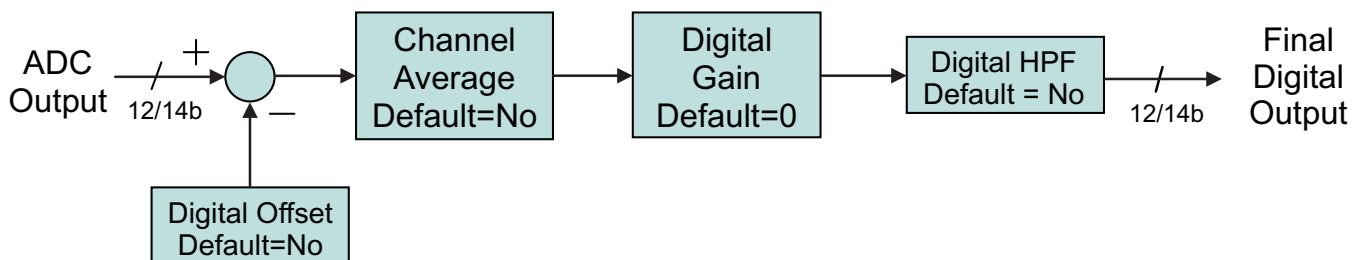 ADC
Output
+
12/14b
−
Digital Offset
Default=No
Channel
Average
Default=No
Digital
Gain
Default=0
Digital HPF
Default = No
12/14b
Final
Digital
Output